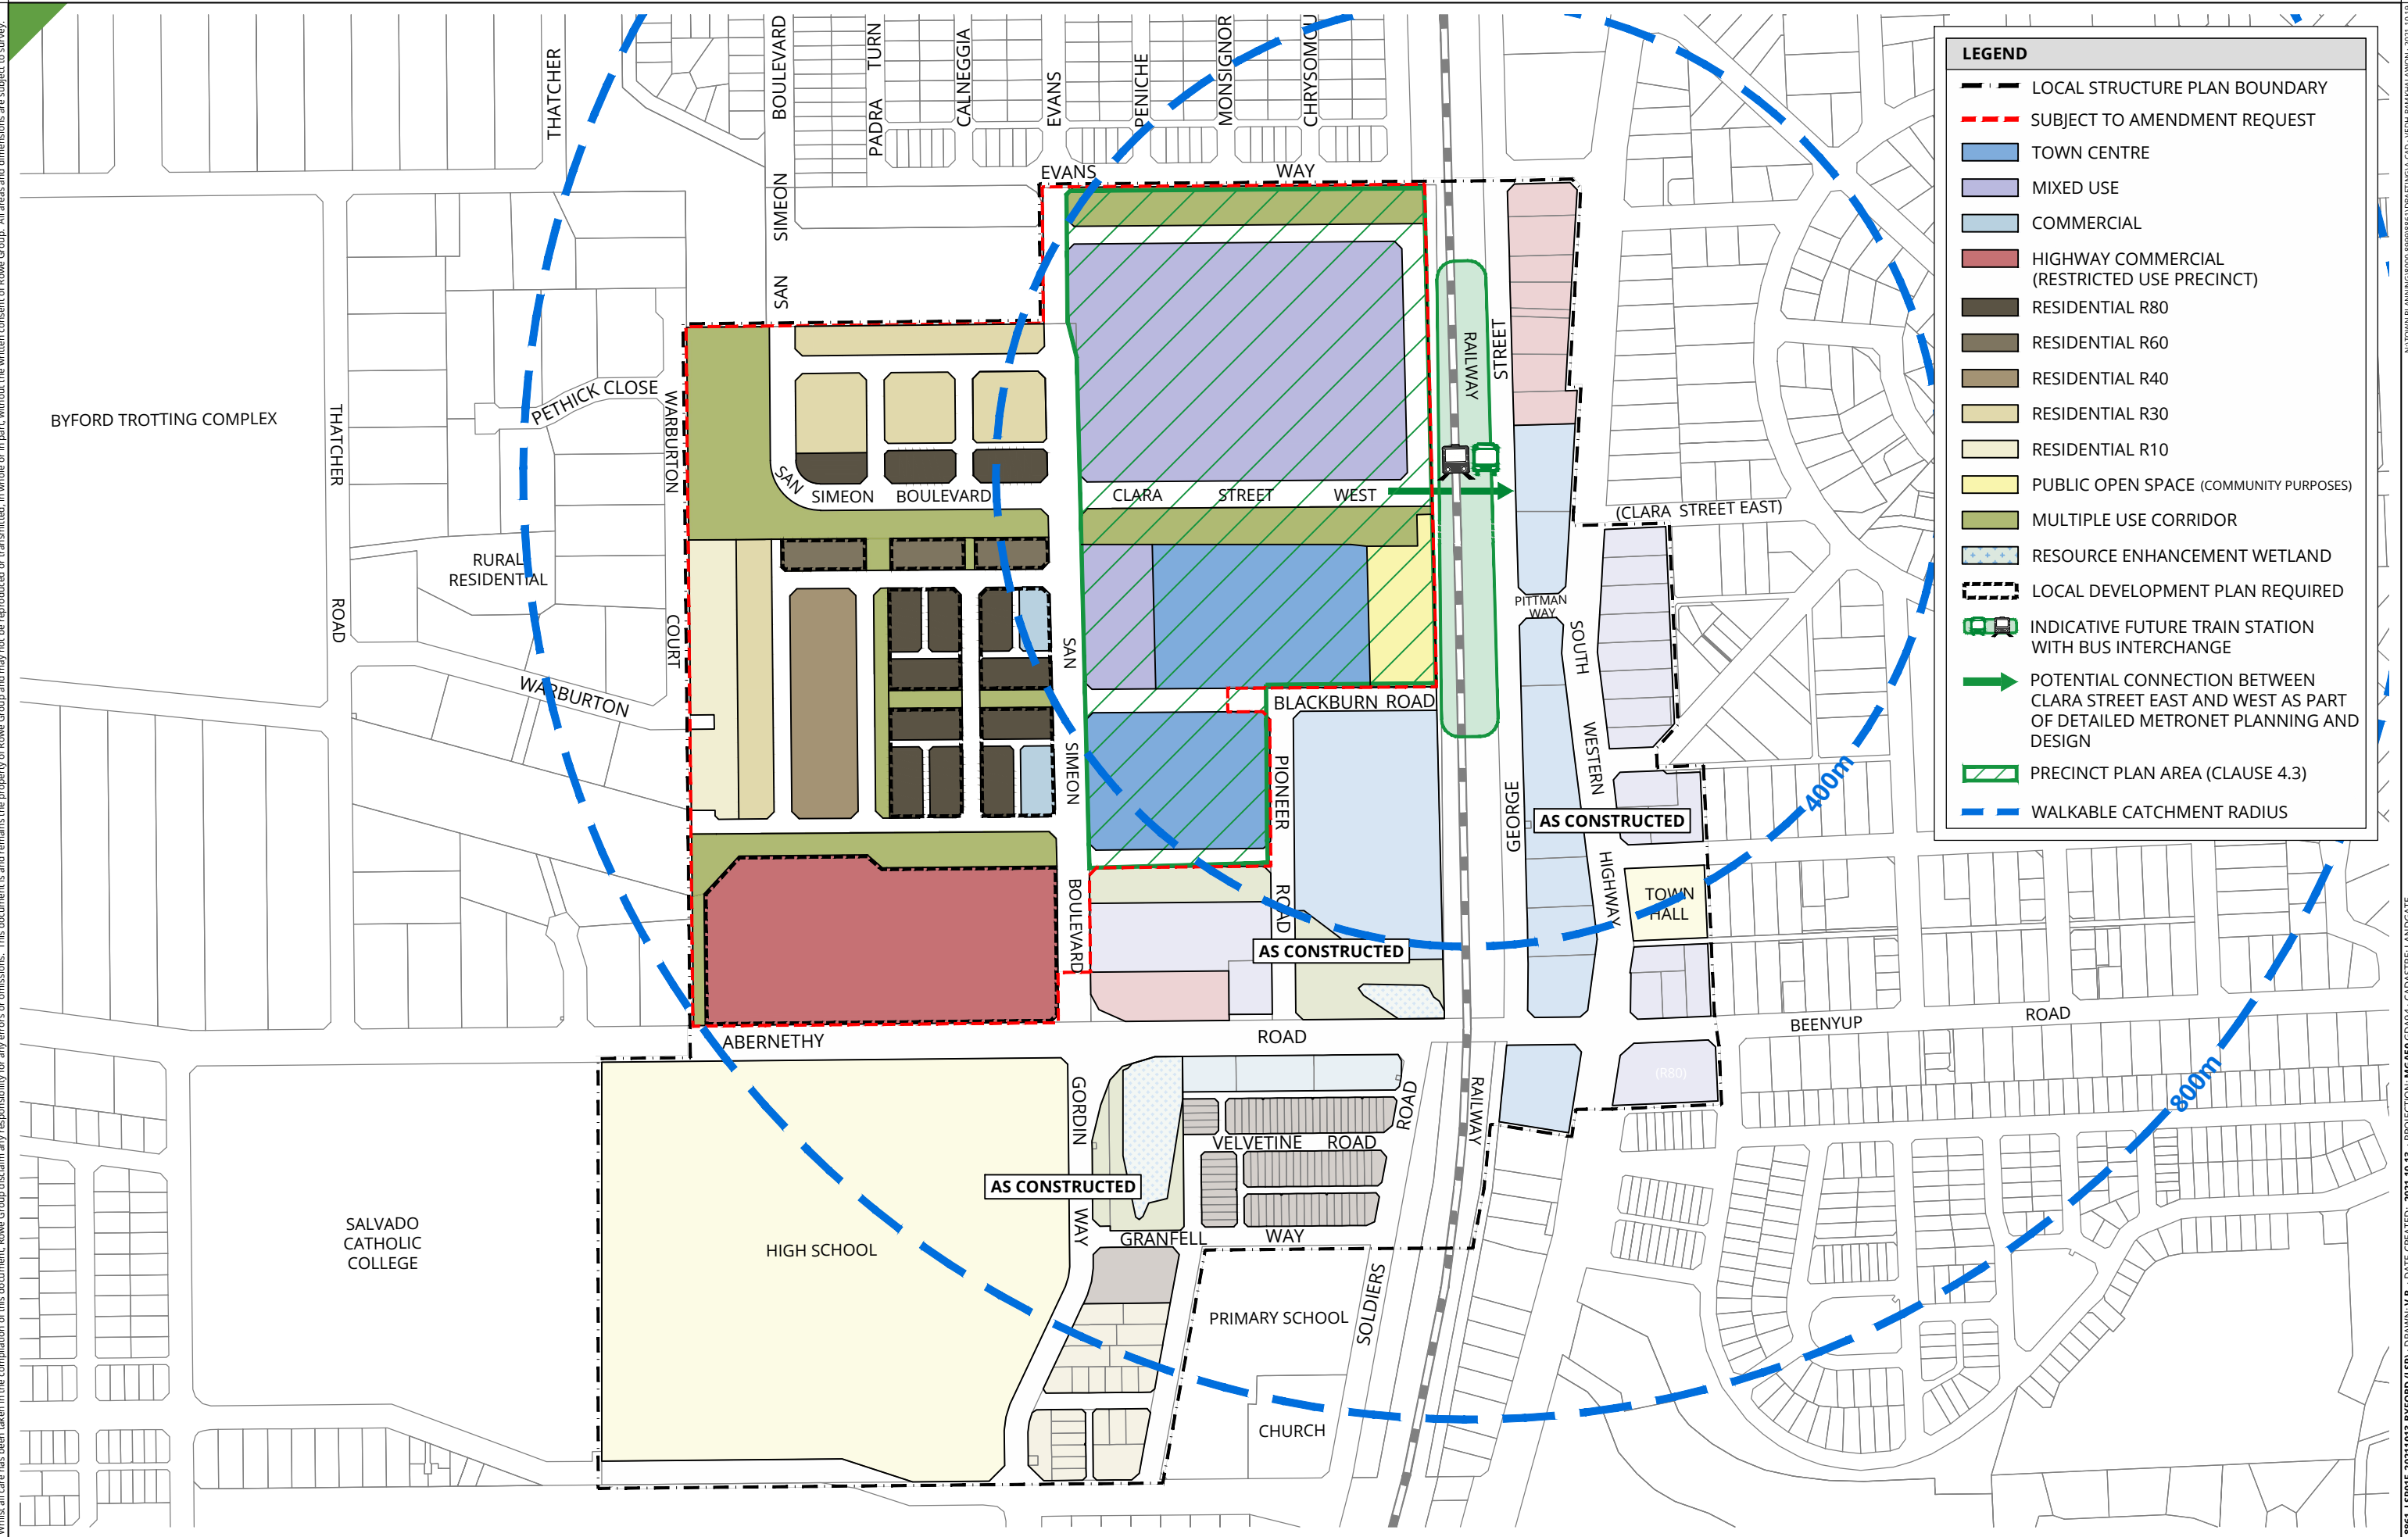 THATCHER
BOULEVARD
SIMEON
SAN
TURN
PADRA
CALNEGGIA
EVANS
PENICHE
MONSIGNOR
CHRYSOMOU
EVANS WAY
BYFORD TROTTING COMPLEX
THATCHER
ROAD
PETHICK CLOSE
WARBURTON
COURT
RURAL
RESIDENTIAL
WARBURTON
SAN SIMEON BOULEVARD
CLARA STREET WEST
RAILWAY
STREET
(CLARA STREET EAST)
PITTMAN
WAY
SOUTH
WESTERN
HIGHWAY
SAN
SIMEON
BOULEVARD
BLACKBURN ROAD
PIONEER
ROAD
GEORGE
AS CONSTRUCTED
TOWN
HALL
400m
AS CONSTRUCTED
ABERNETHY ROAD
BEENYUP ROAD
(R80)
800m
GORDIN
WAY
ROAD
RAILWAY
VELVETINE ROAD
AS CONSTRUCTED
GRANFELL WAY
SALVADO
CATHOLIC
COLLEGE
HIGH SCHOOL
PRIMARY SCHOOL
SOLDIERS
CHURCH
LEGEND
LOCAL STRUCTURE PLAN BOUNDARY
SUBJECT TO AMENDMENT REQUEST
TOWN CENTRE
MIXED USE
COMMERCIAL
HIGHWAY COMMERCIAL
(RESTRICTED USE PRECINCT)
RESIDENTIAL R80
RESIDENTIAL R60
RESIDENTIAL R40
RESIDENTIAL R30
RESIDENTIAL R10
PUBLIC OPEN SPACE (COMMUNITY PURPOSES)
MULTIPLE USE CORRIDOR
RESOURCE ENHANCEMENT WETLAND
LOCAL DEVELOPMENT PLAN REQUIRED
INDICATIVE FUTURE TRAIN STATION
WITH BUS INTERCHANGE
POTENTIAL CONNECTION BETWEEN
CLARA STREET EAST AND WEST AS PART
OF DETAILED METRONET PLANNING AND
DESIGN
PRECINCT PLAN AREA (CLAUSE 4.3)
WALKABLE CATCHMENT RADIUS